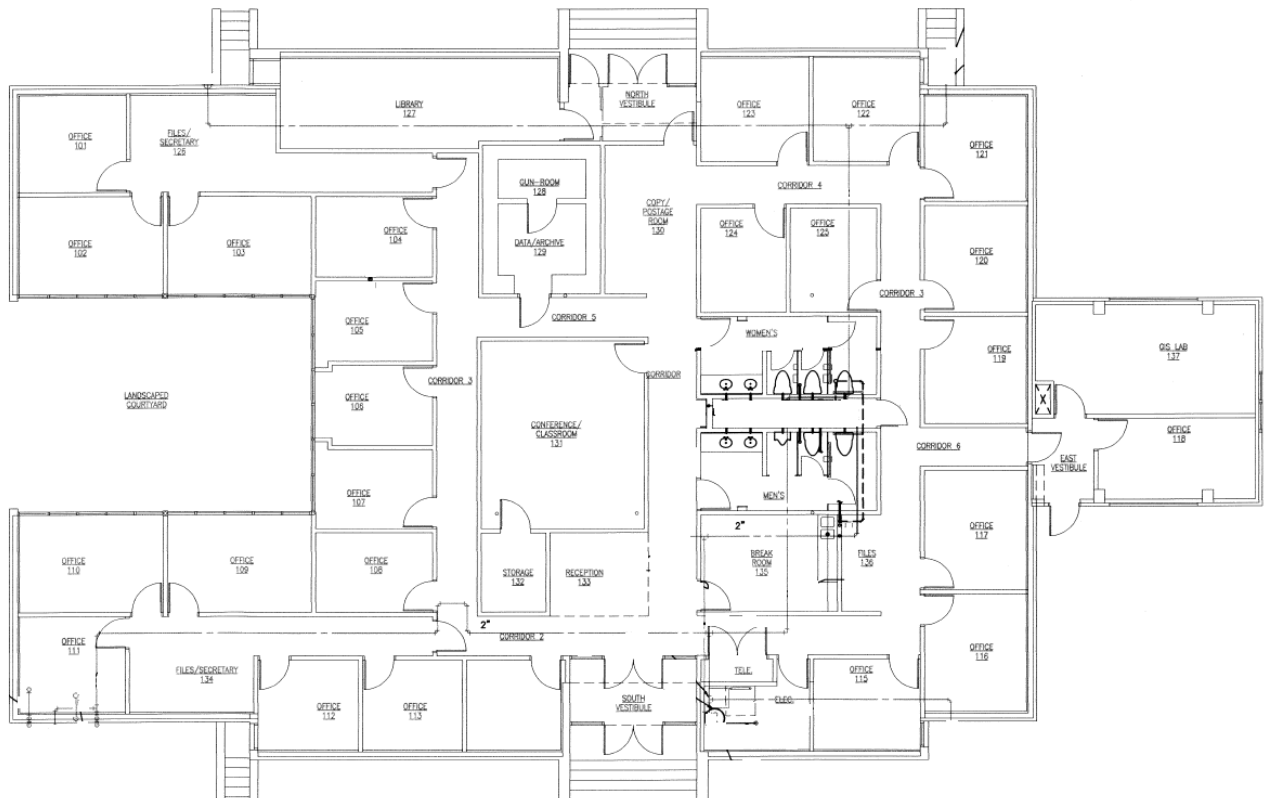 LIBRARY
127
NORTH
VESTIBULE
OFFICE
123
OFFICE
122
OFFICE
101
FILES/
SECRETARY
126
OFFICE
121
GUN-ROOM
128
CORRIDOR 4
COPY/
POSTAGE
ROOM
130
OFFICE
102
OFFICE
103
OFFICE
104
DATA/ARCHIVE
129
OFFICE
124
OFFICE
125
OFFICE
120
CORRIDOR 3
OFFICE
105
CORRIDOR 5
WOMEN'S
OFFICE
119
GIS LAB
137
LANDSCAPED
COURTYARD
OFFICE
106
CORRIDOR 3
CORRIDOR
X
CONFERENCE/
CLASSROOM
131
OFFICE
118
CORRIDOR 6
EAST
VESTIBULE
OFFICE
107
MEN'S
2"
OFFICE
117
OFFICE
110
OFFICE
109
OFFICE
108
STORAGE
132
RECEPTION
133
BREAK
ROOM
135
FILES
136
2"
CORRIDOR 2
OFFICE
111
FILES/SECRETARY
134
TELE.
OFFICE
115
OFFICE
116
OFFICE
112
OFFICE
113
SOUTH
VESTIBULE
ELEC.